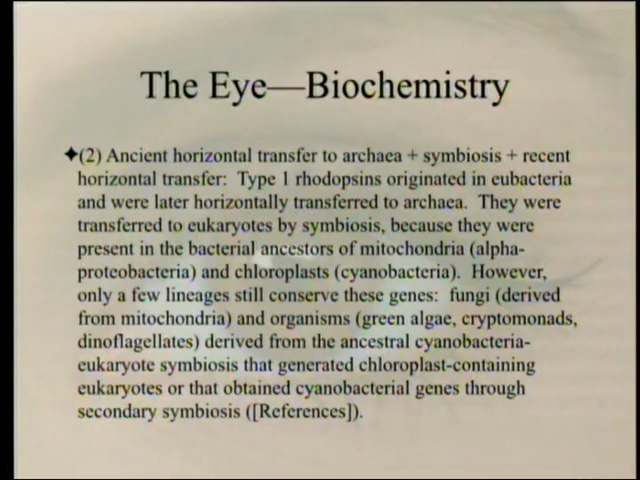 The Eye—Biochemistry
✦(2) Ancient horizontal transfer to archaea + symbiosis + recent
horizontal transfer: Type 1 rhodopsins originated in eubacteria
and were later horizontally transferred to archaea. They were
transferred to eukaryotes by symbiosis, because they were
present in the bacterial ancestors of mitochondria (alpha-
proteobacteria) and chloroplasts (cyanobacteria). However,
only a few lineages still conserve these genes: fungi (derived
from mitochondria) and organisms (green algae, cryptomonads,
dinoflagellates) derived from the ancestral cyanobacteria-
eukaryote symbiosis that generated chloroplast-containing
eukaryotes or that obtained cyanobacterial genes through
secondary symbiosis ([References]).